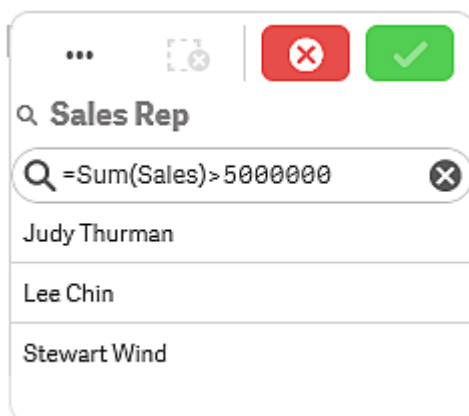 Sales Rep
=Sum(Sales)>5000000
Judy Thurman
Lee Chin
Stewart Wind